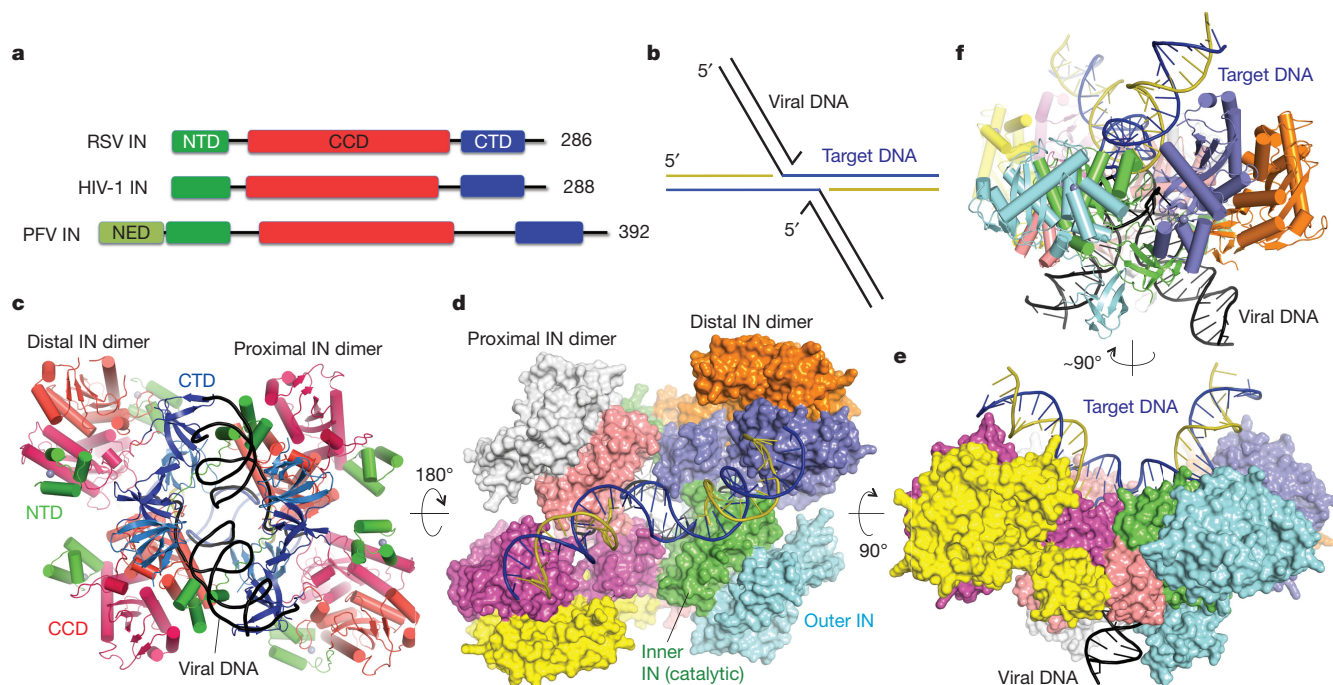 a
RSV IN NTD CCD CTD 286
HIV-1 IN 288
PFV IN NED 392
b
5′
Viral DNA
5′ Target DNA
5′
c
Distal IN dimer
Proximal IN dimer
CTD
NTD
CCD
Viral DNA
180°
d
Proximal IN dimer
Distal IN dimer
Outer IN
Inner
IN (catalytic)
90°
f
Target DNA
Viral DNA
~90°
e
Target DNA
Viral DNA